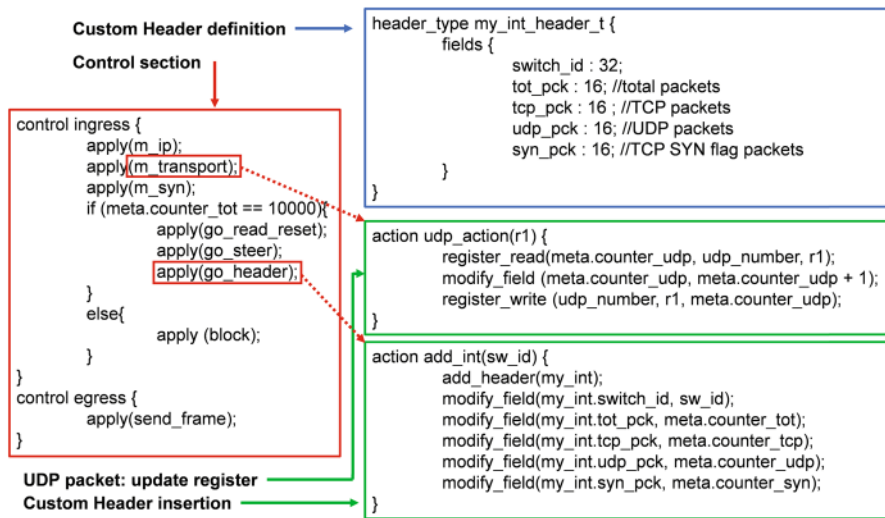 Custom Header definition
Control section
header_type my_int_header_t {
fields {
switch_id : 32;
tot_pck : 16; //total packets
tcp_pck : 16 ; //TCP packets
udp_pck : 16; //UDP packets
syn_pck : 16; //TCP SYN flag packets
}
}
control ingress {
apply(m_ip);
apply(m_transport);
apply(m_syn);
if (meta.counter_tot == 10000){
apply(go_read_reset);
apply(go_steer);
apply(go_header);
}
else{
apply (block);
}
}
control egress {
apply(send_frame);
}
action udp_action(r1) {
register_read(meta.counter_udp, udp_number, r1);
modify_field (meta.counter_udp, meta.counter_udp + 1);
register_write (udp_number, r1, meta.counter_udp);
}
action add_int(sw_id) {
add_header(my_int);
modify_field(my_int.switch_id, sw_id);
modify_field(my_int.tot_pck, meta.counter_tot);
modify_field(my_int.tcp_pck, meta.counter_tcp);
modify_field(my_int.udp_pck, meta.counter_udp);
modify_field(my_int.syn_pck, meta.counter_syn);
}
UDP packet: update register
Custom Header insertion